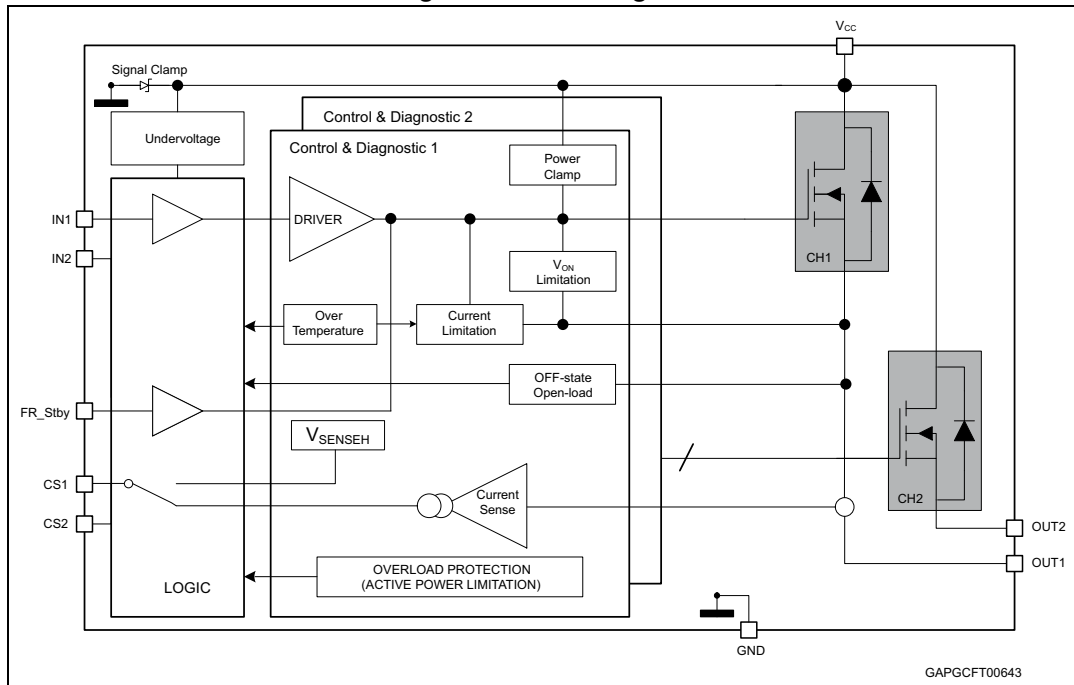 VCC
Signal Clamp
Undervoltage
Control & Diagnostic 2
Control & Diagnostic 1
Power
Clamp
IN1
DRIVER
IN2
VON
Limitation
CH1
Over
Temperature
Current
Limitation
OFF-state
Open-load
FR_Stby
VSENSEH
CS1
Current
Sense
CH2
CS2
OUT2
OVERLOAD PROTECTION
(ACTIVE POWER LIMITATION)
LOGIC
OUT1
GND
GAPGCFT00643